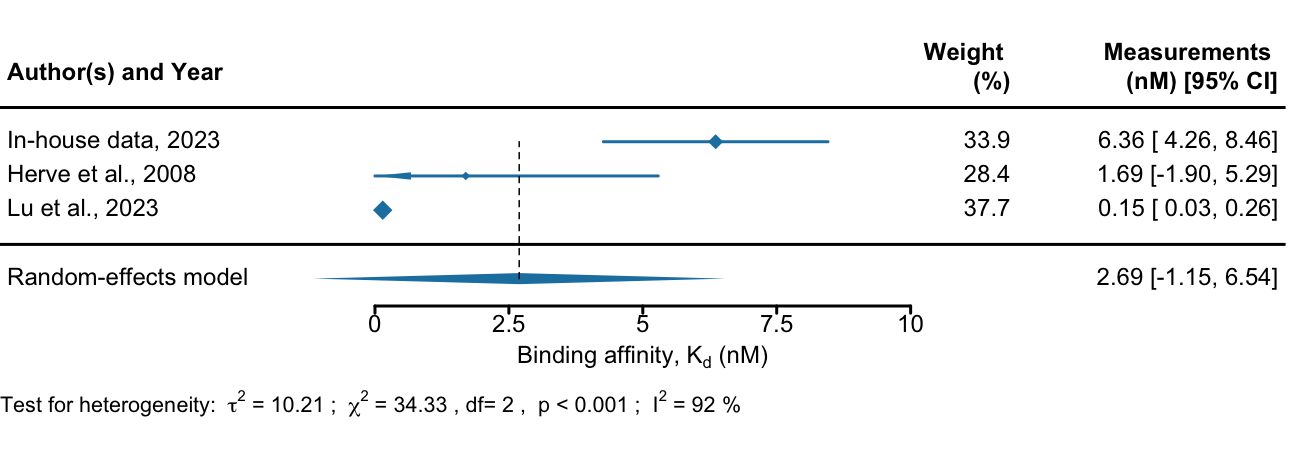 Author(s) and Year Weight (%) Measurements (nM) [95% CI]
In-house data, 2023 33.9 6.36 [ 4.26, 8.46]
Herve et al., 2008 28.4 1.69 [-1.90, 5.29]
Lu et al., 2023 37.7 0.15 [ 0.03, 0.26]
Random-effects model 2.69 [-1.15, 6.54]
0 2.5 5 7.5 10
Binding affinity, Kd (nM)
Test for heterogeneity: τ2 = 10.21 ; χ2 = 34.33 , df= 2 , p < 0.001 ; I2 = 92 %